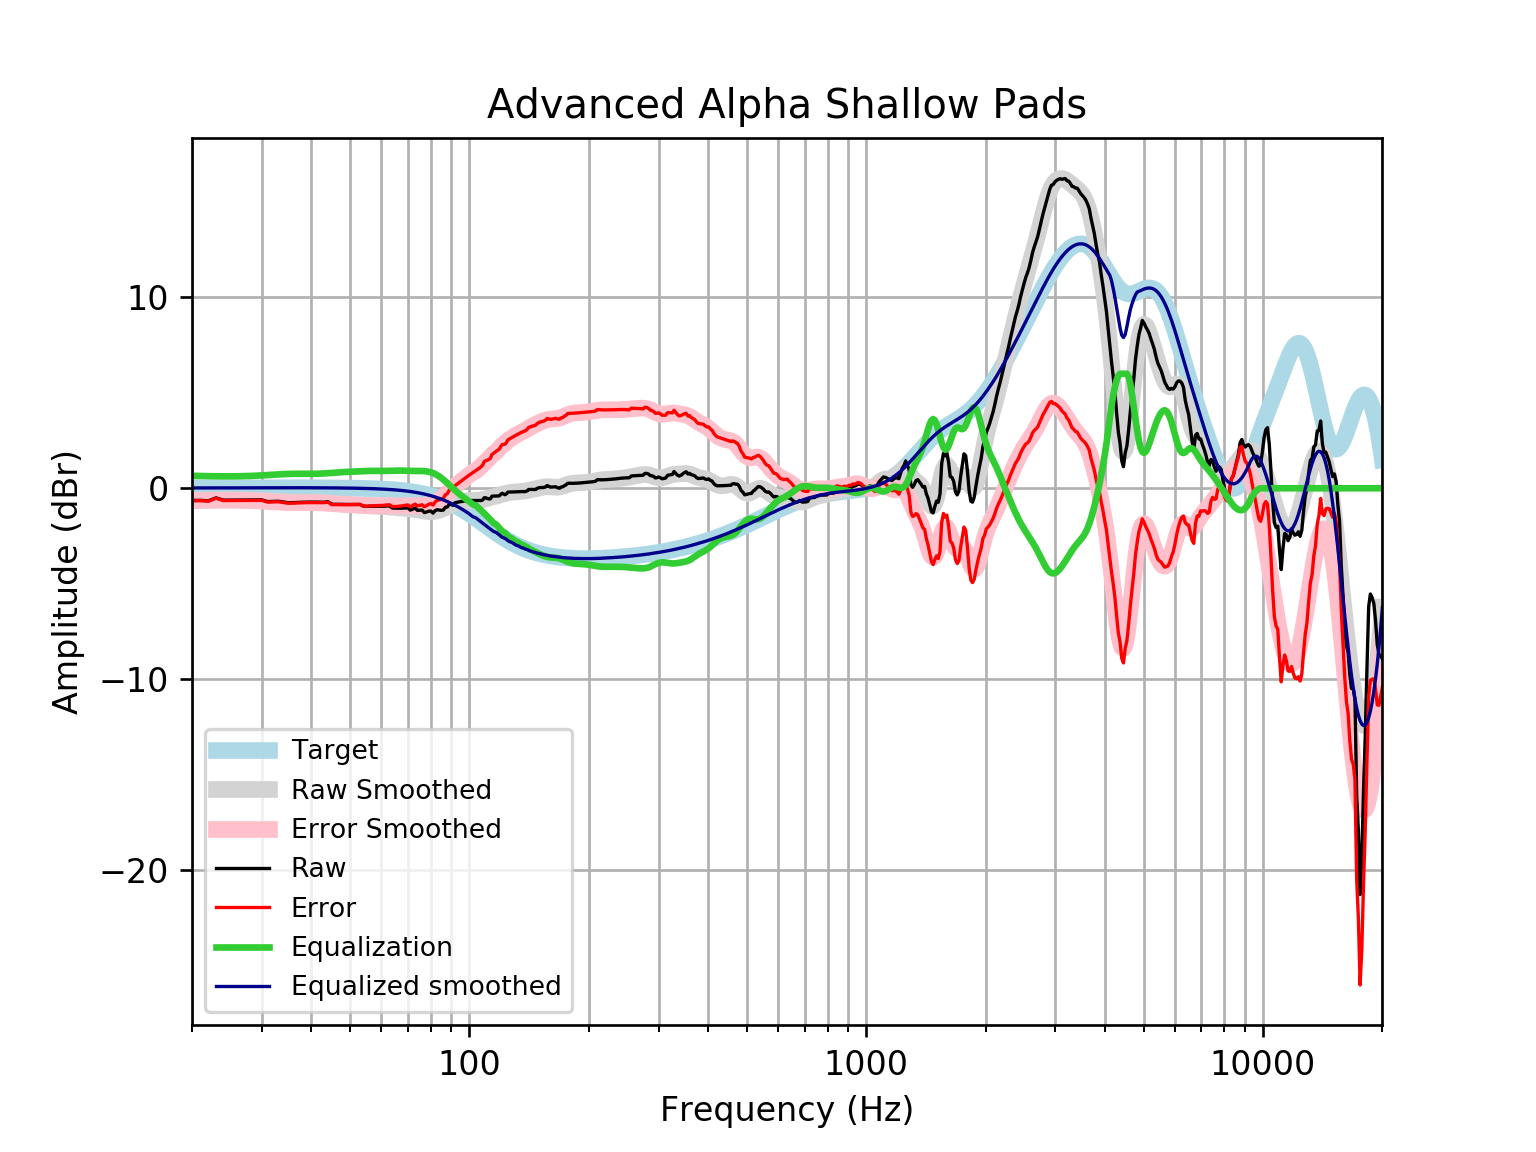 Advanced Alpha Shallow Pads
Amplitude (dBr)
10
0
−10
−20
Target
Raw Smoothed
Error Smoothed
Raw
Error
Equalization
Equalized smoothed
100
1000
10000
Frequency (Hz)